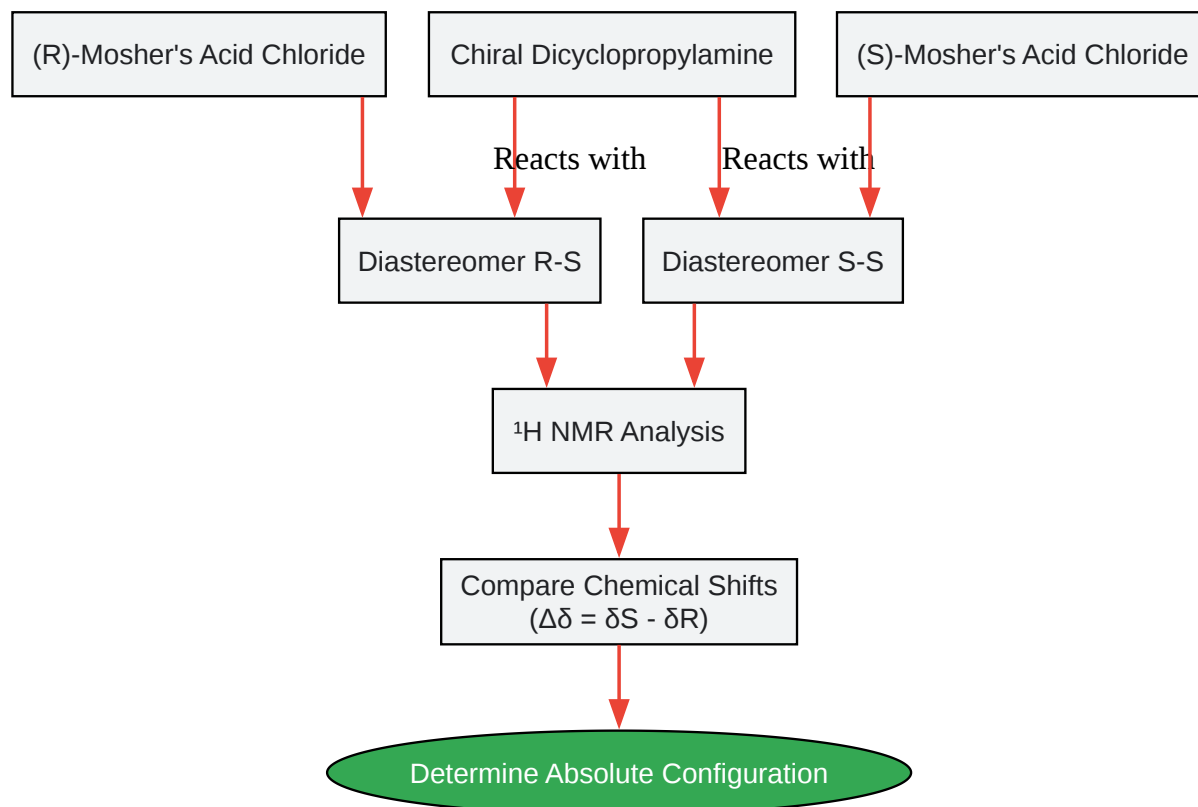 (R)-Mosher's Acid Chloride
Chiral Dicyclopropylamine
(S)-Mosher's Acid Chloride
Reacts with
Reacts with
Diastereomer R-S
Diastereomer S-S
¹H NMR Analysis
Compare Chemical Shifts
(Δδ = δS - δR)
Determine Absolute Configuration